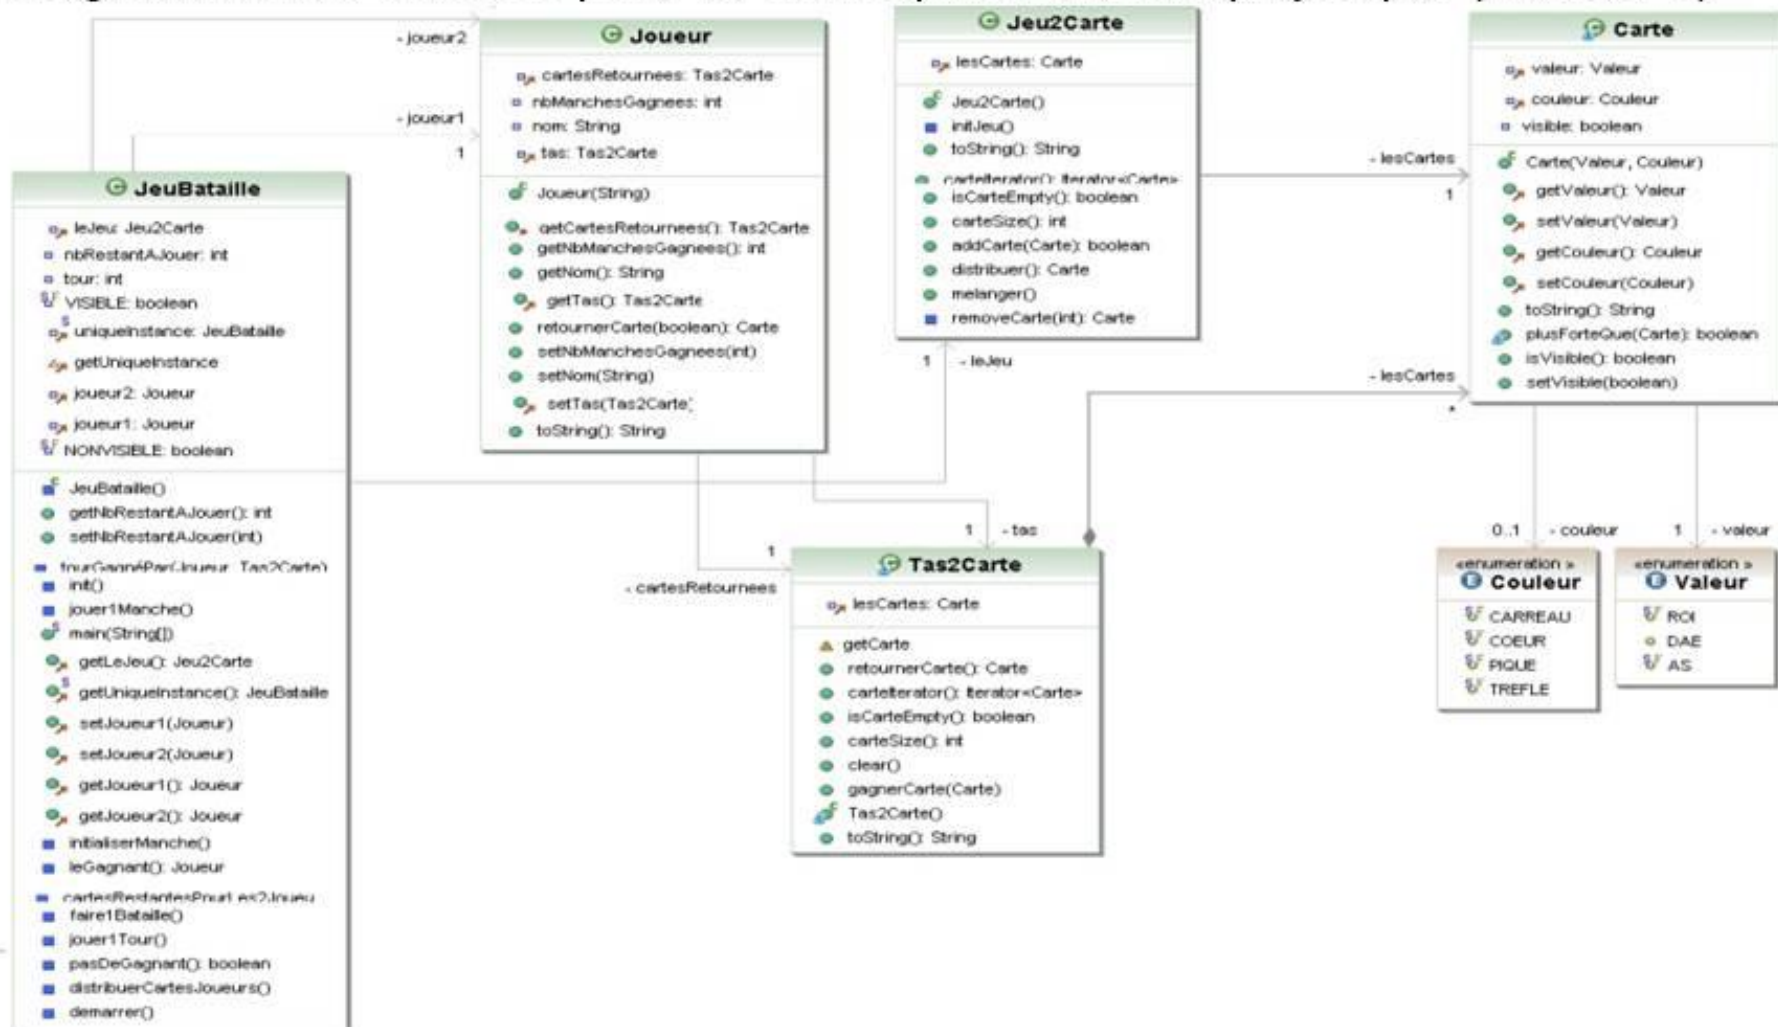 JeuBataille
leJeu: Jeu2Carte
nbRestantAJouer: int
tour: int
VISIBLE: boolean
uniqueInstance: JeuBataille
getUniqueInstance
joueur2: Joueur
joueur1: Joueur
NONVISIBLE: boolean
JeuBataille()
getNbRestantAJouer(): int
setNbRestantAJouer(int)
tourGagnéPar(Joueur, Tas2Carte)
init()
jouer1Manche()
main(String[])
getLeJeu(): Jeu2Carte
getUniqueInstance(): JeuBataille
setJoueur1(Joueur)
setJoueur2(Joueur)
getJoueur1(): Joueur
getJoueur2(): Joueur
initialiserManche()
leGagnant(): Joueur
cartesRestantesPourLes2Joueu
faire1Bataille()
jouer1Tour()
pasDeGagnant(): boolean
distribuerCartesJoueurs()
demarrer()
- joueur2
- joueur1
1
Joueur
cartesRetournees: Tas2Carte
nbManchesGagnees: int
nom: String
tas: Tas2Carte
Joueur(String)
getCartesRetournees(): Tas2Carte
getNbManchesGagnees(): int
getNom(): String
getTas(): Tas2Carte
retournerCarte(boolean): Carte
setNbManchesGagnees(int)
setNom(String)
setTas(Tas2Carte)
toString(): String
Jeu2Carte
lesCartes: Carte
Jeu2Carte()
initJeu()
toString(): String
carteIterator(): Iterator<Carte>
isCarteEmpty(): boolean
carteSize(): int
addCarte(Carte): boolean
distribuer(): Carte
melanger()
removeCarte(int): Carte
1 - leJeu
- lesCartes
1
- lesCartes
*
Carte
valeur: Valeur
couleur: Couleur
visible: boolean
Carte(Valeur, Couleur)
getValeur(): Valeur
setValeur(Valeur)
getCouleur(): Couleur
setCouleur(Couleur)
toString(): String
plusForteQue(Carte): boolean
isVisible(): boolean
setVisible(boolean)
1 - tas
1
- cartesRetournees
Tas2Carte
lesCartes: Carte
getCarte
retournerCarte(): Carte
carteIterator(): Iterator<Carte>
isCarteEmpty(): boolean
carteSize(): int
clear()
gagnerCarte(Carte)
Tas2Carte()
toString(): String
0..1 - couleur
1 - valeur
«enumeration »
Couleur
CARREAU
COEUR
PIQUE
TREFLE
«enumeration »
Valeur
ROI
DAE
AS